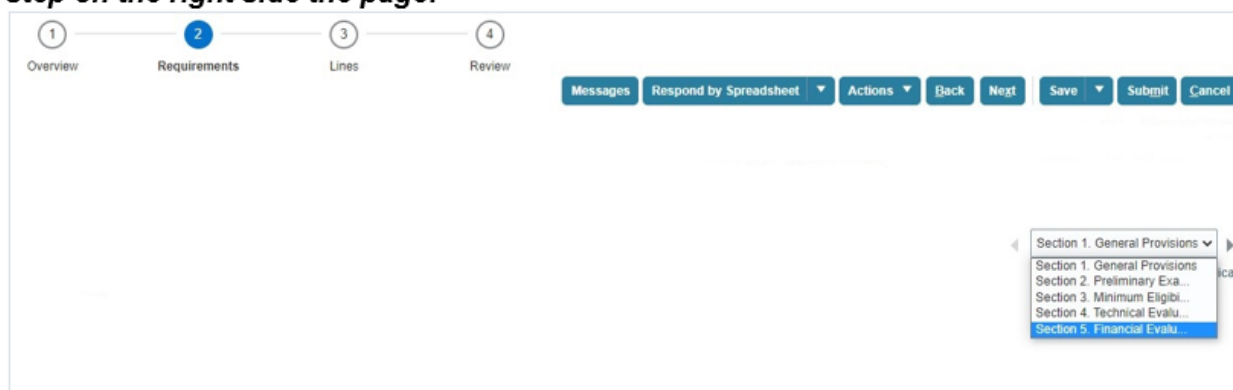 step on the right side the page.
1 2 3 4
Overview Requirements Lines Review
Messages Respond by Spreadsheet Actions Back Next Save Submit Cancel
Section 1. General Provisions
Section 1. General Provisions
Section 2. Preliminary Exa...
Section 3. Minimum Eligibi...
Section 4. Technical Evalu...
Section 5. Financial Evalu...